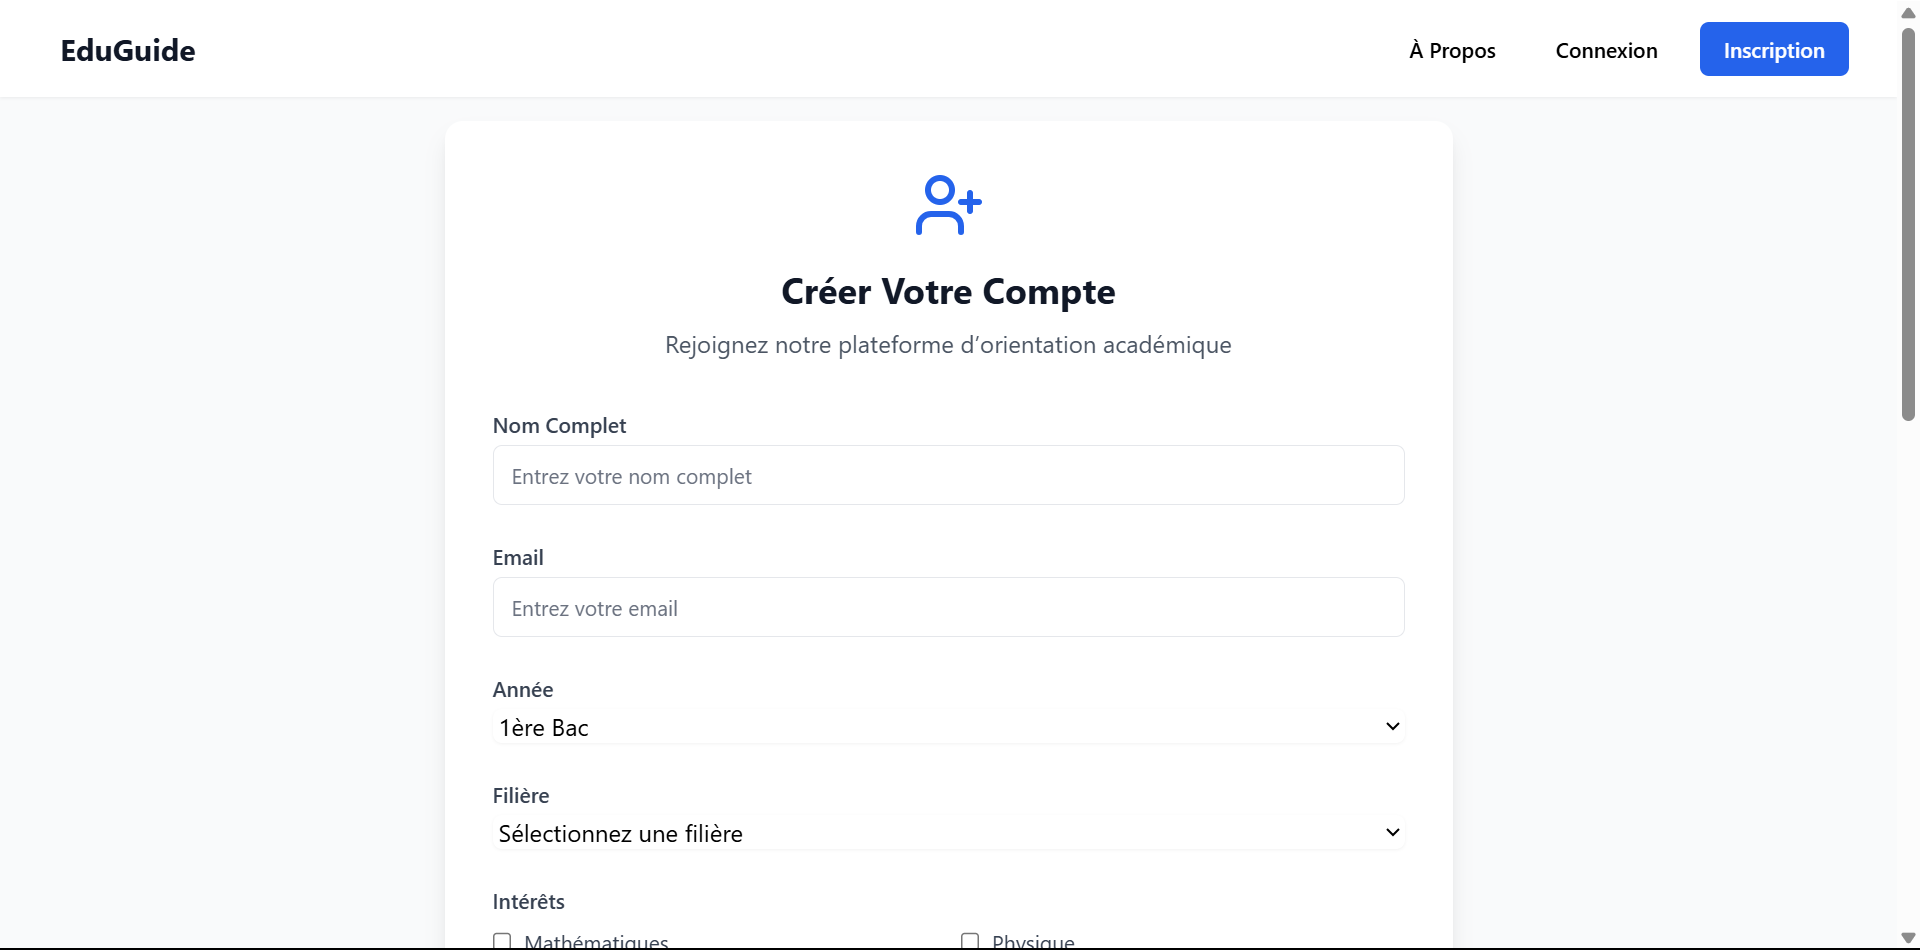 EduGuide
À Propos
Connexion
Inscription
Créer Votre Compte
Rejoignez notre plateforme d’orientation académique
Nom Complet
Entrez votre nom complet
Email
Entrez votre email
Année
1ère Bac
Filière
Sélectionnez une filière
Intérêts
Mathématiques
Physique